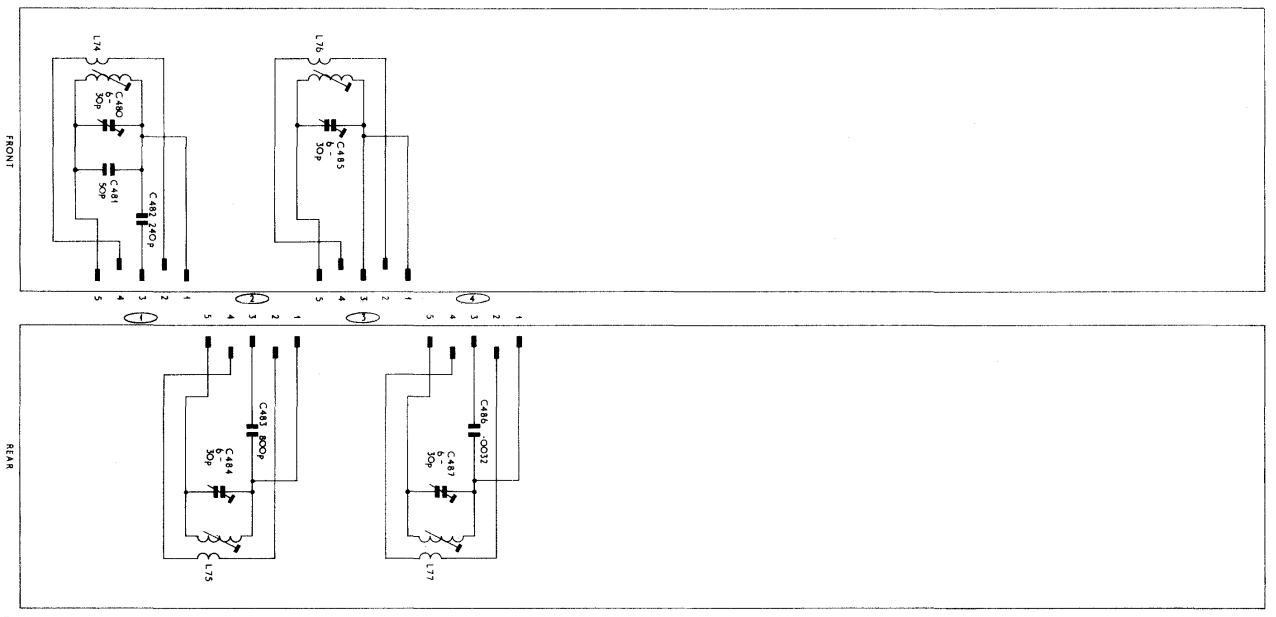 FRONT
L74
C480
6-
30p
C481
50p
C482 240p
5 4 3 2 1
L76
C485
6-
30p
5 4 3 2 1
2
4
1
3
REAR
5 4 3 2 1
C483 800p
C484
6-
30p
L75
5 4 3 2 1
C486 ·0032
C487
6-
30p
L77